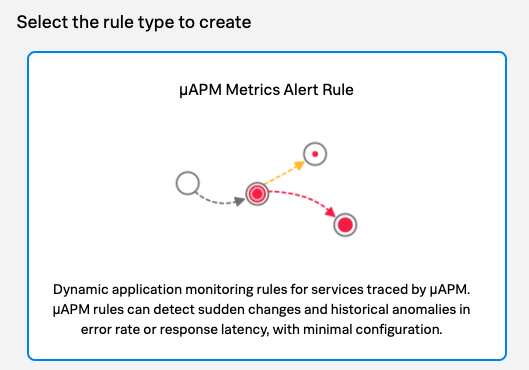 Select the rule type to create
μAPM Metrics Alert Rule
Dynamic application monitoring rules for services traced by μAPM.
μAPM rules can detect sudden changes and historical anomalies in
error rate or response latency, with minimal configuration.